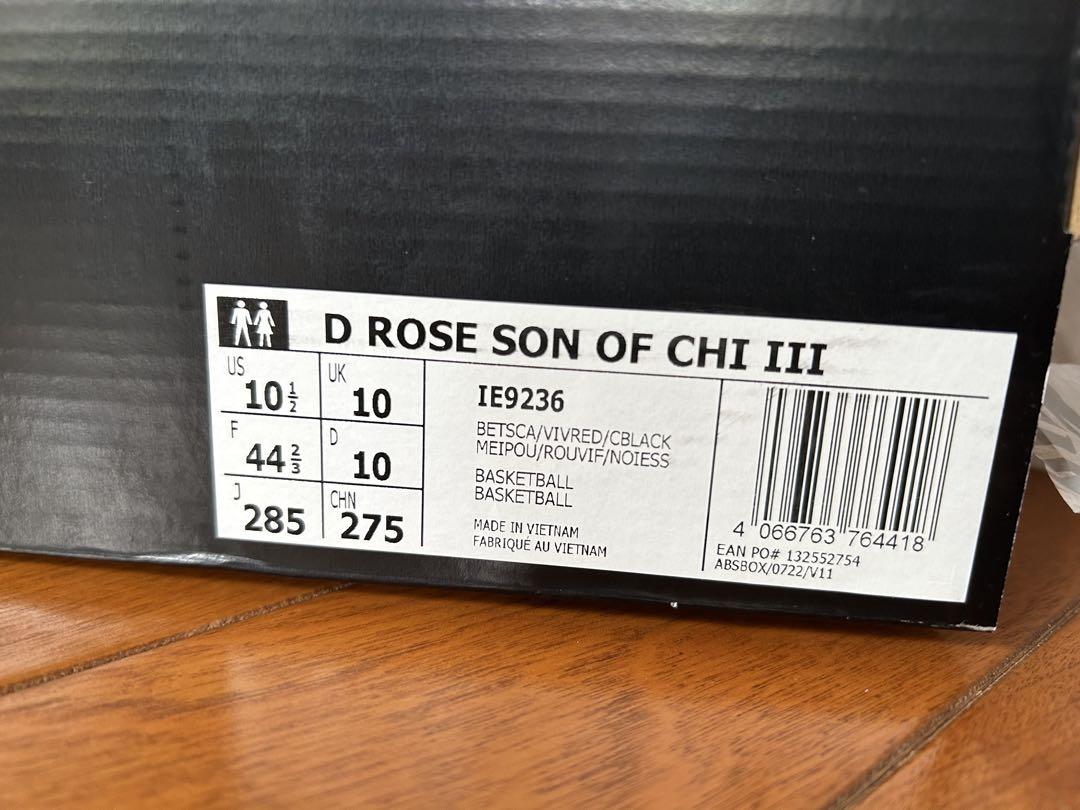 D ROSE SON OF CHI III
US 10 1/2
UK 10
F 44 2/3
D 10
J 285
CHN 275
IE9236
BETSCA/VIVRED/CBLACK
MEIPOU/ROUVIF/NOIESS
BASKETBALL
BASKETBALL
MADE IN VIETNAM
FABRIQUÉ AU VIETNAM
4 066763 764418
EAN PO# 132552754
ABSBOX/0722/V11